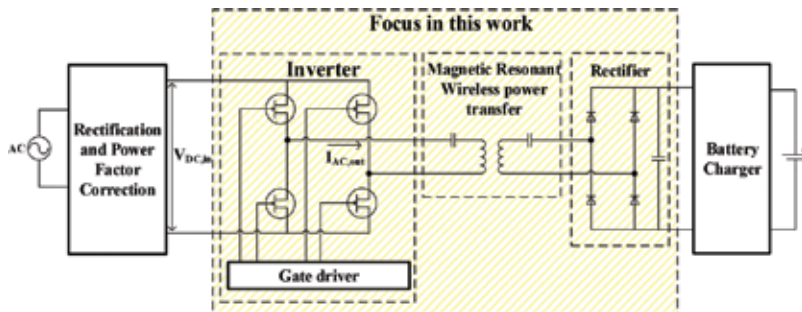 Focus in this work
Inverter
Magnetic Resonant
Wireless power
transfer
Rectifier
AC
Rectification
and Power
Factor
Correction
V_DC,in
I_AC,out
Gate driver
Battery
Charger